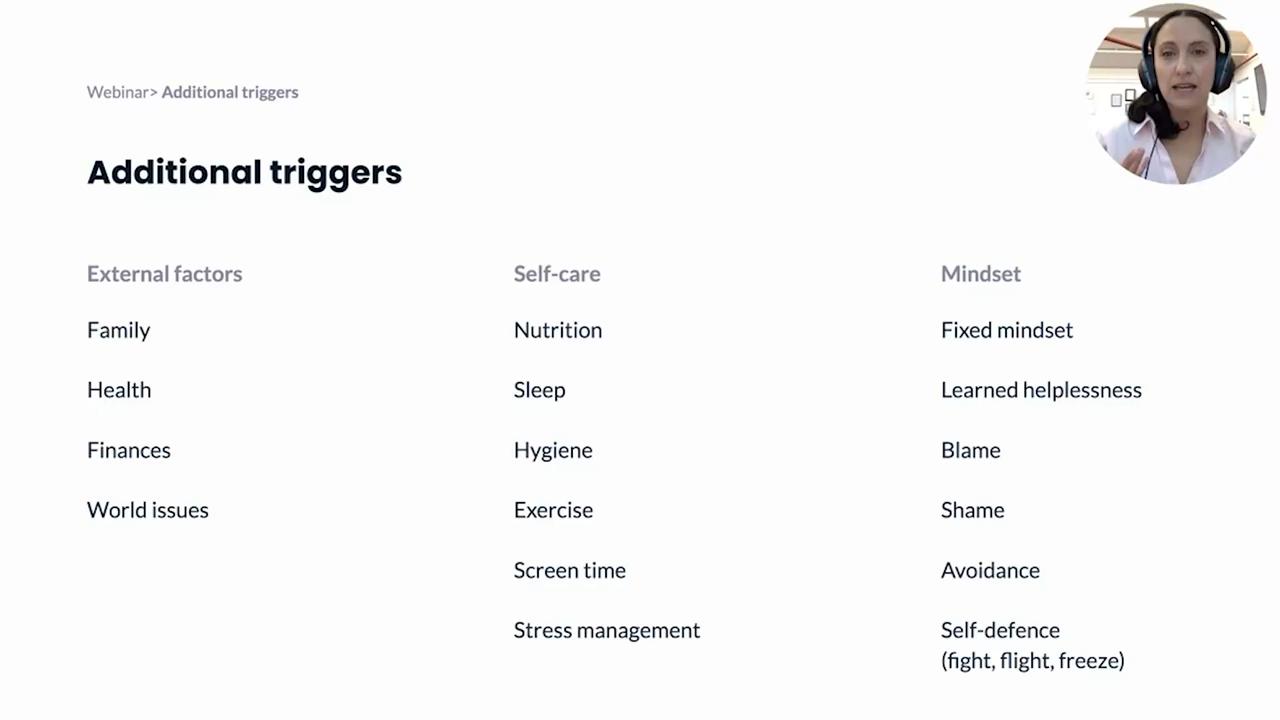 Webinar> Additional triggers
Additional triggers
External factors
Family
Health
Finances
World issues
Self-care
Nutrition
Sleep
Hygiene
Exercise
Screen time
Stress management
Mindset
Fixed mindset
Learned helplessness
Blame
Shame
Avoidance
Self-defence
(fight, flight, freeze)